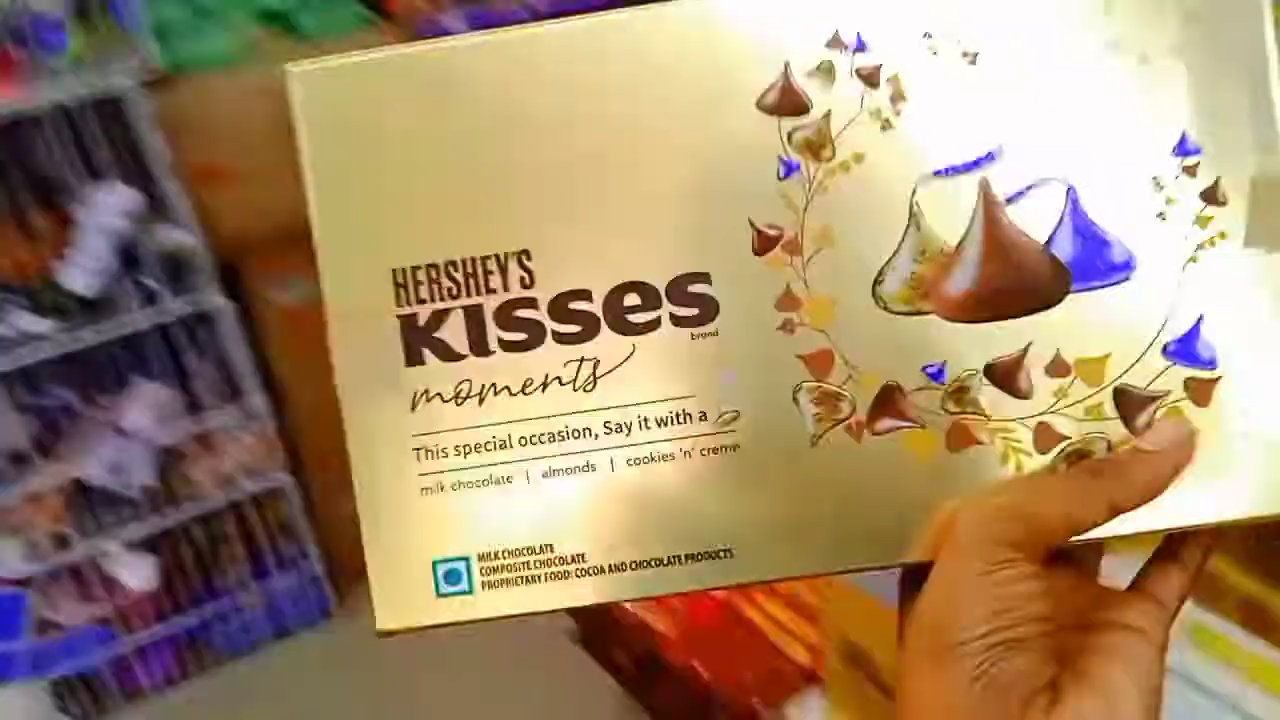 HERSHEY'S
KISSES
brand
moments
This special occasion, Say it with a
milk chocolate | almonds | cookies 'n' creme
MILK CHOCOLATE
COMPOSITE CHOCOLATE
PROPRIETARY FOOD: COCOA AND CHOCOLATE PRODUCTS